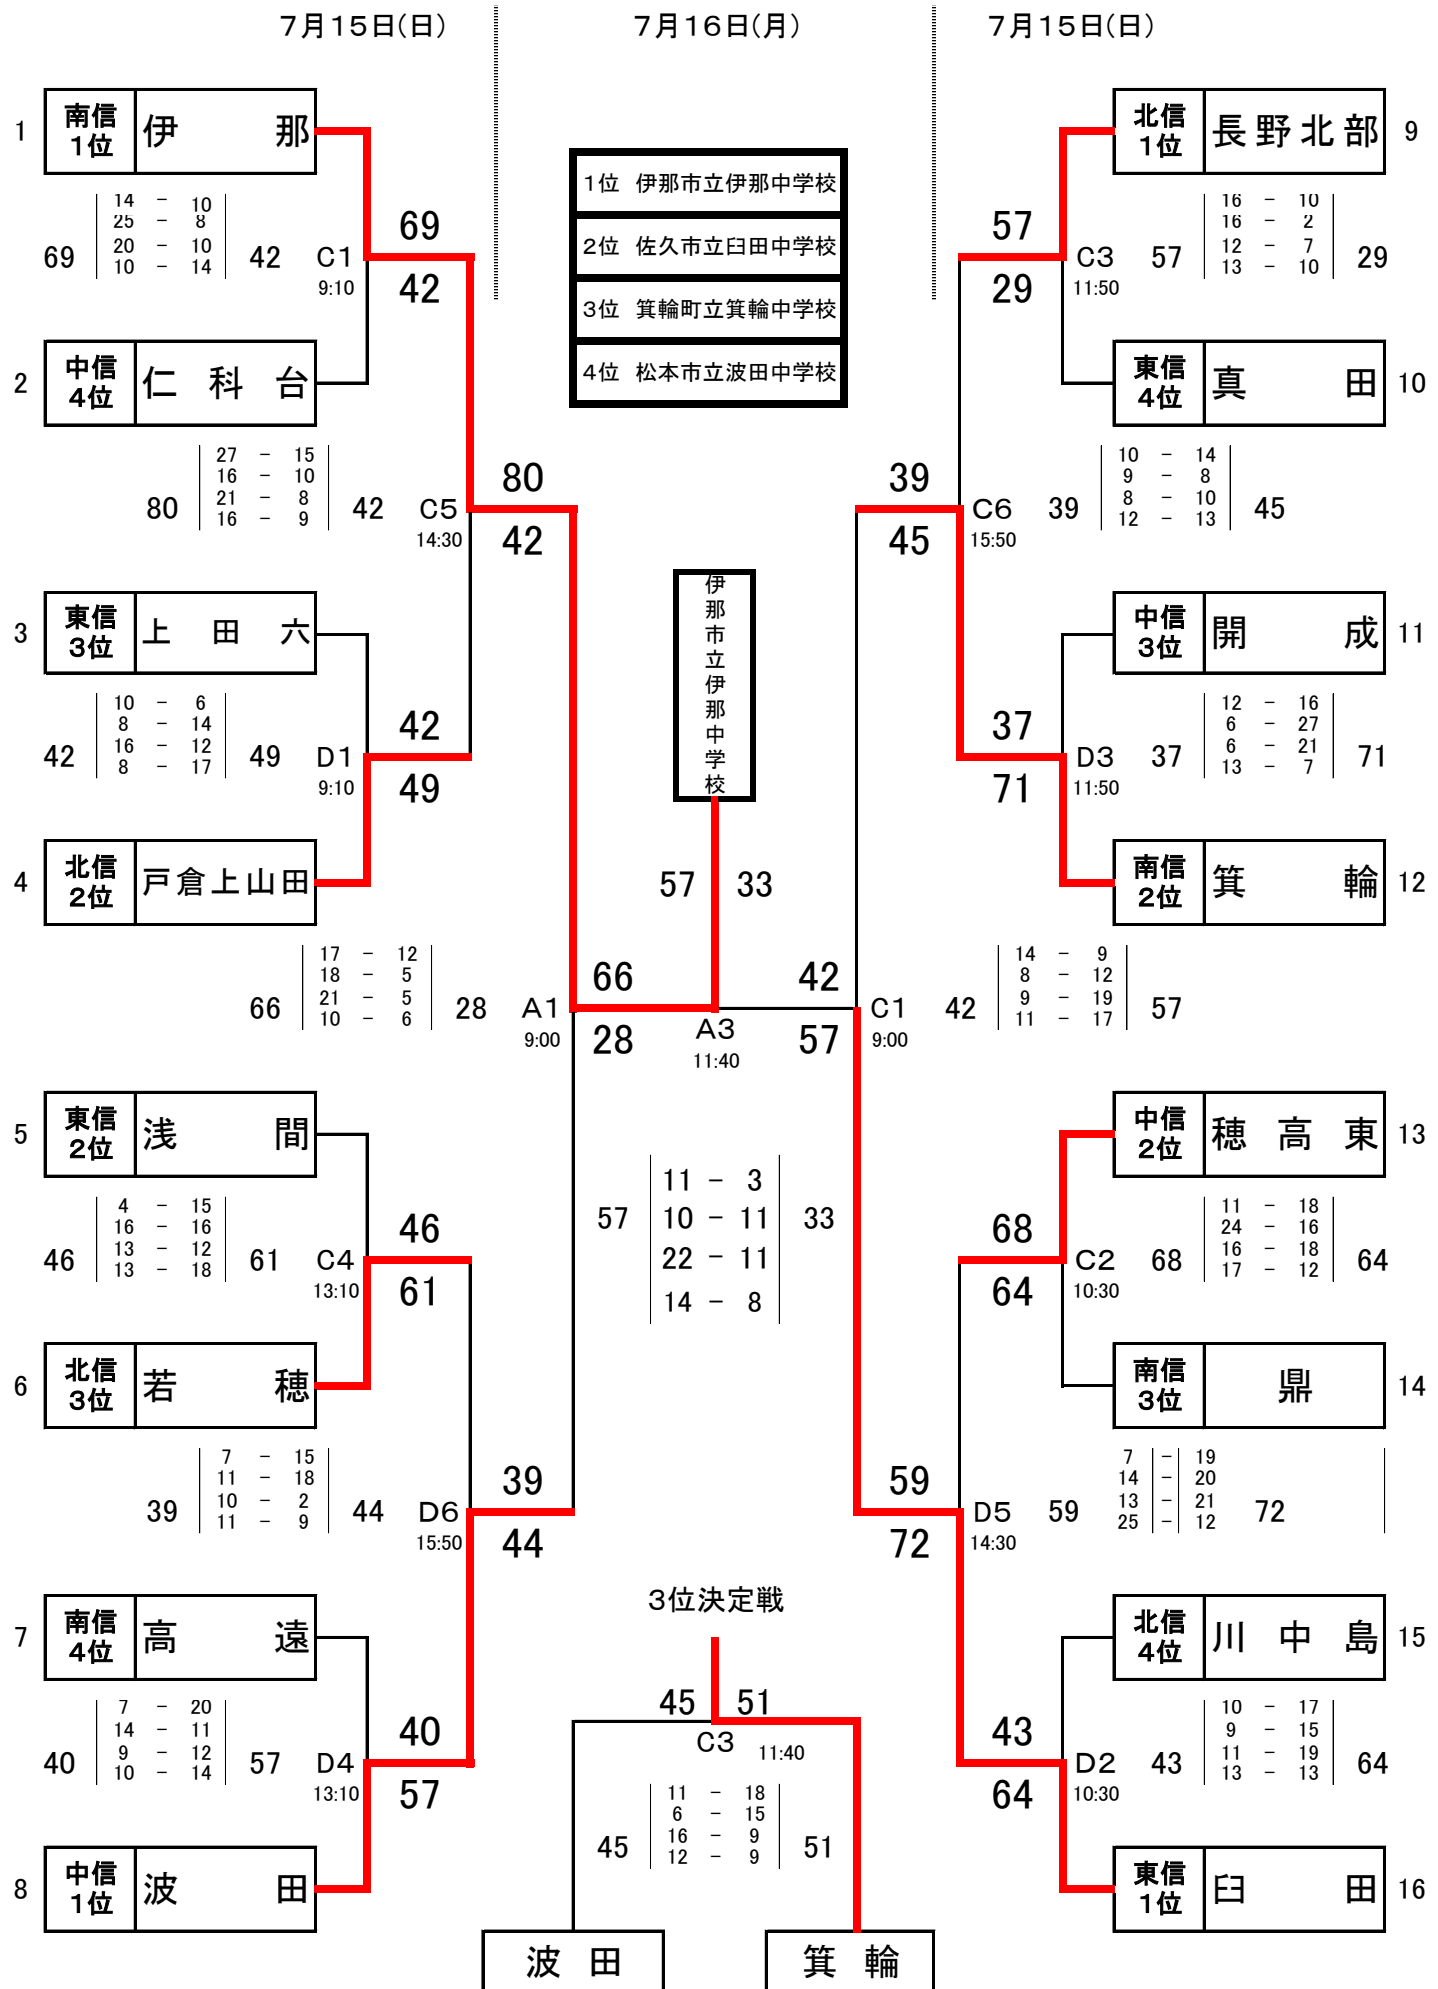 7月15日(日)
7月16日(月)
7月15日(日)
1位 伊那市立伊那中学校
2位 佐久市立臼田中学校
3位 箕輪町立箕輪中学校
4位 松本市立波田中学校
1 南信1位 伊那
14 - 10
25 - 8
20 - 10
10 - 14
69 42
C1
9:10
69
42
2 中信4位 仁科台
27 - 15
16 - 10
21 - 8
16 - 9
80 42
C5
14:30
80
42
3 東信3位 上田六
10 - 6
8 - 14
16 - 12
8 - 17
42 49
D1
9:10
42
49
4 北信2位 戸倉上山田
17 - 12
18 - 5
21 - 5
10 - 6
66 28
A1
9:00
66
28
5 東信2位 浅間
4 - 15
16 - 16
13 - 12
13 - 18
46 61
C4
13:10
46
61
6 北信3位 若穂
7 - 15
11 - 18
10 - 2
11 - 9
39 44
D6
15:50
39
44
7 南信4位 高遠
7 - 20
14 - 11
9 - 12
10 - 14
40 57
D4
13:10
40
57
8 中信1位 波田
伊那市立伊那中学校
57 33
A3
11:40
11 - 3
10 - 11
22 - 11
14 - 8
57 33
3位決定戦
45 51
C3
11:40
11 - 18
6 - 15
16 - 9
12 - 9
45 51
波田
箕輪
北信1位 長野北部 9
16 - 10
16 - 2
12 - 7
13 - 10
57 29
C3
11:50
57
29
東信4位 真田 10
10 - 14
9 - 8
8 - 10
12 - 13
39 45
C6
15:50
39
45
中信3位 開成 11
12 - 16
6 - 27
6 - 21
13 - 7
37 71
D3
11:50
37
71
南信2位 箕輪 12
14 - 9
8 - 12
9 - 19
11 - 17
42 57
C1
9:00
42
57
中信2位 穂高東 13
11 - 18
24 - 16
16 - 18
17 - 12
68 64
C2
10:30
68
64
南信3位 鼎 14
7 - 19
14 - 20
13 - 21
25 - 12
59 72
D5
14:30
59
72
北信4位 川中島 15
10 - 17
9 - 15
11 - 19
13 - 13
43 64
D2
10:30
43
64
東信1位 臼田 16